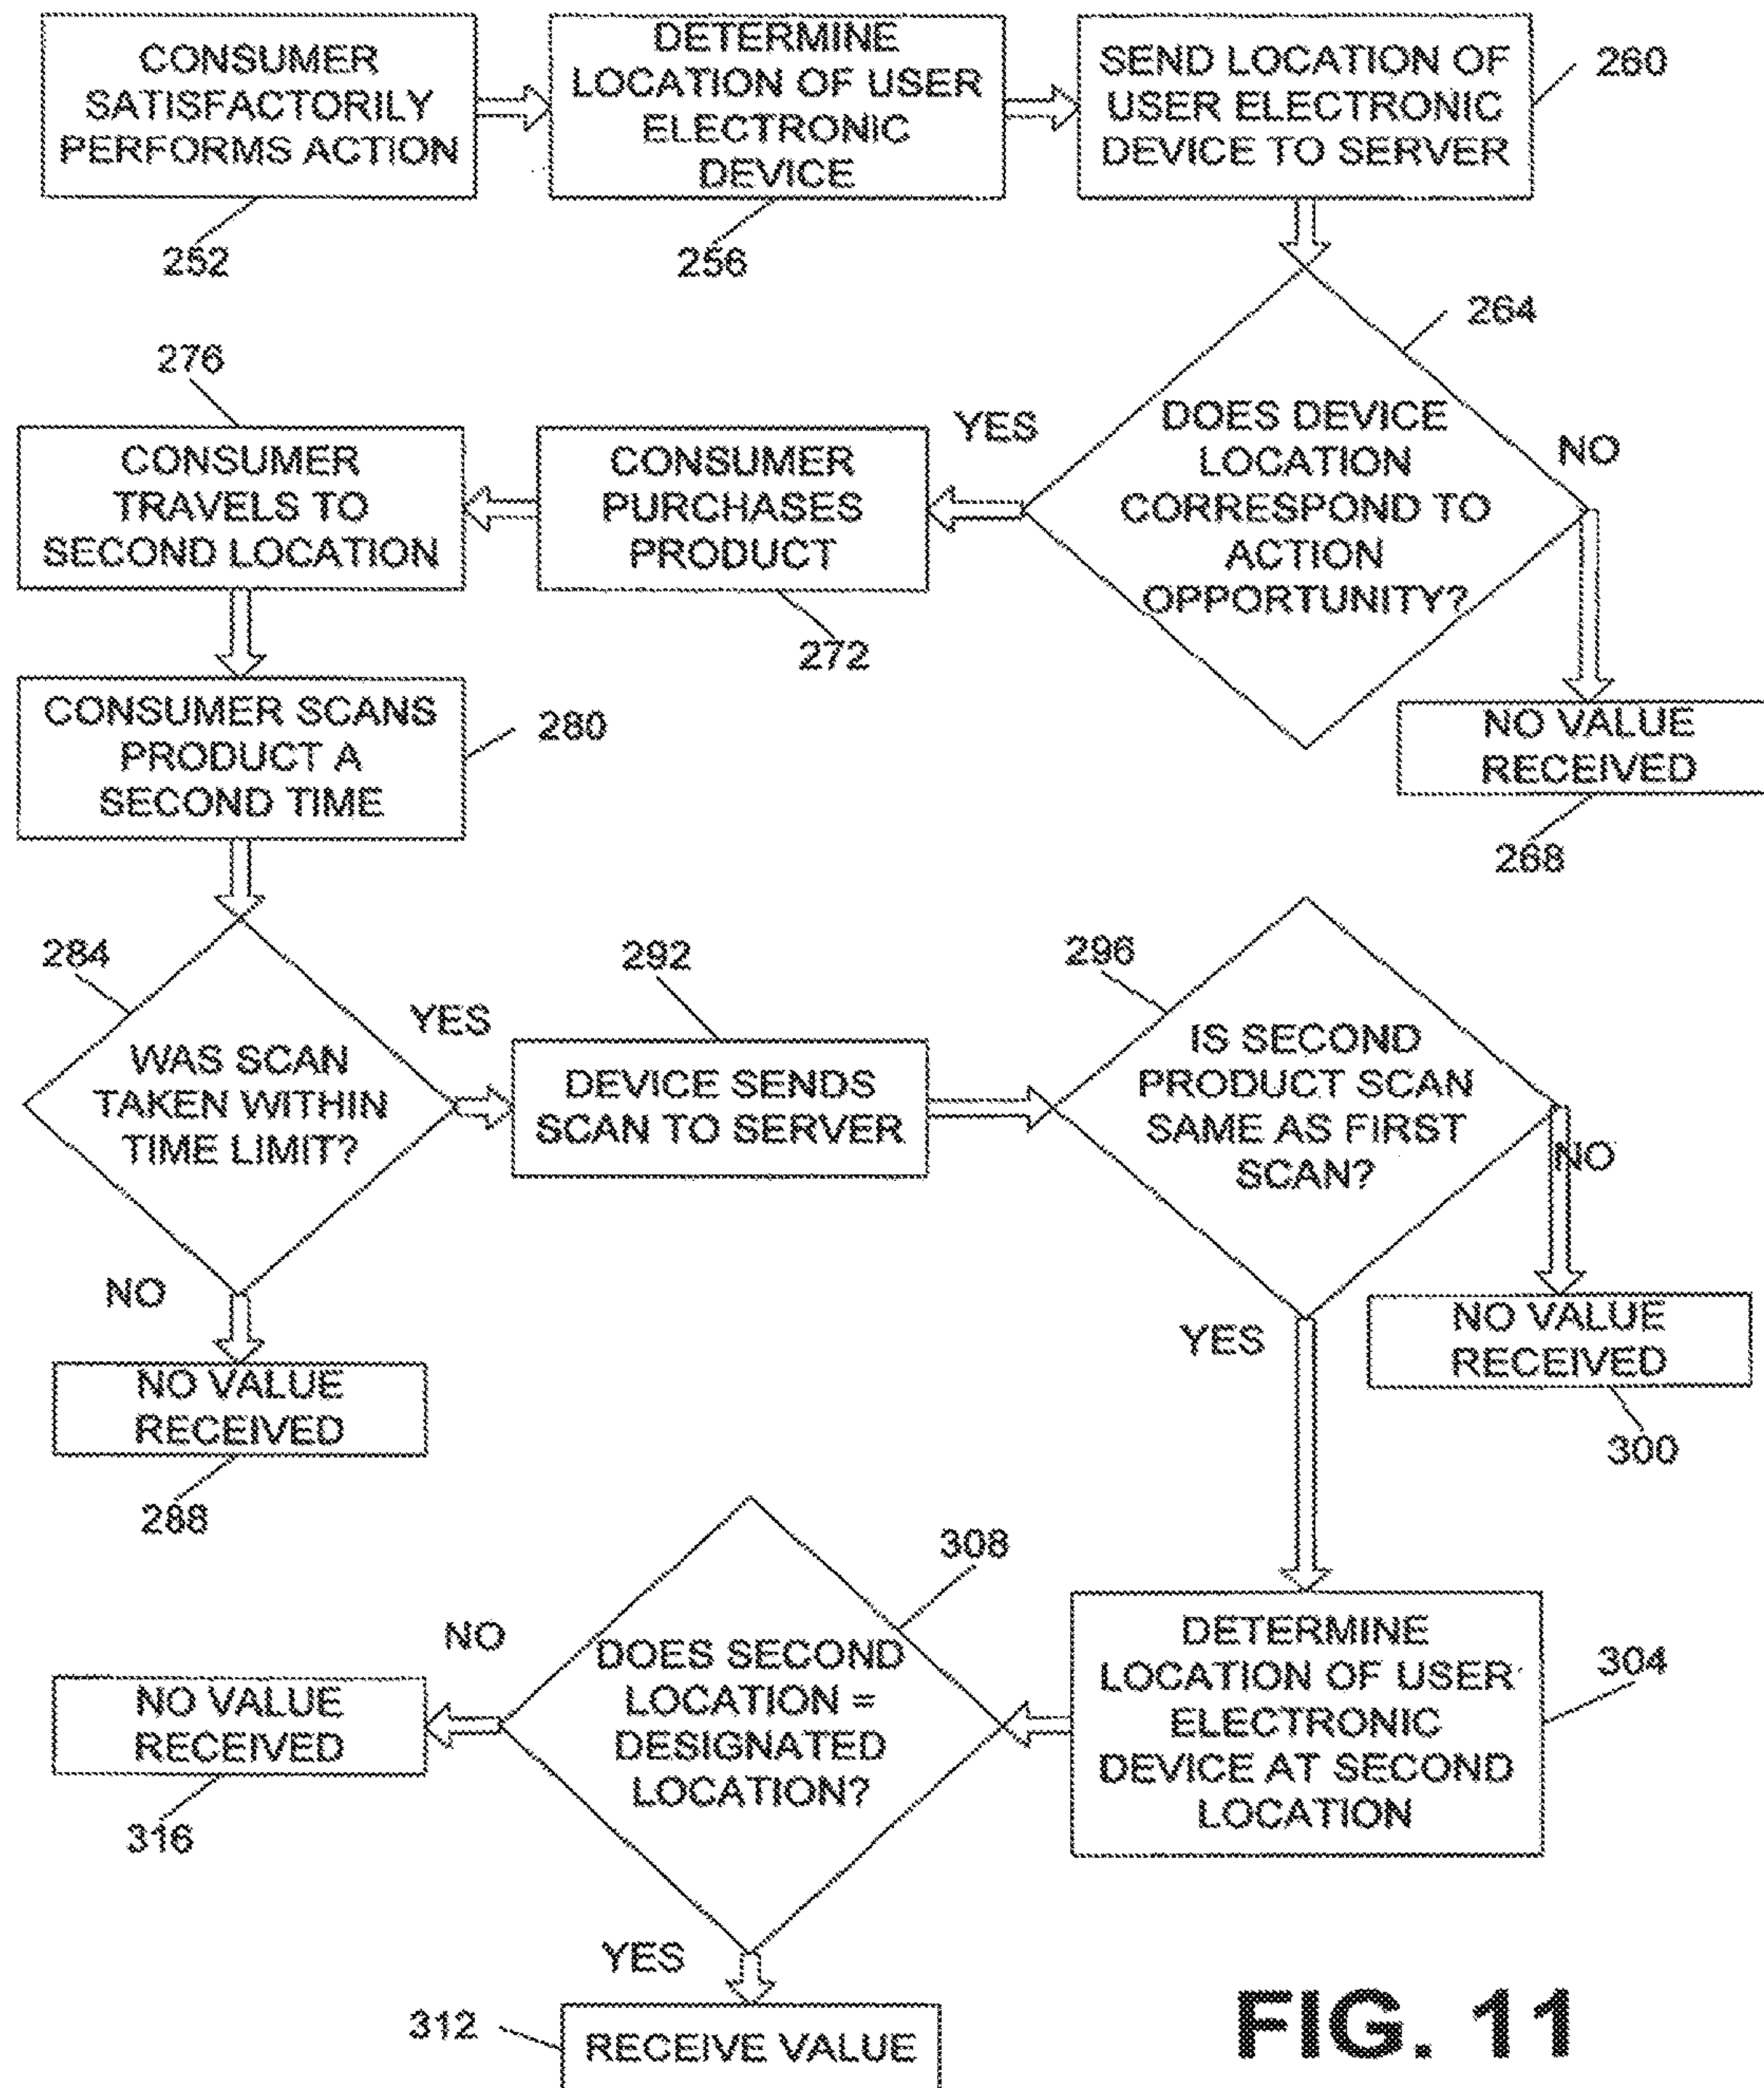 CONSUMER
SATISFACTORILY
PERFORMS ACTION
252
DETERMINE
LOCATION OF USER
ELECTRONIC
DEVICE
256
SEND LOCATION OF
USER ELECTRONIC
DEVICE TO SERVER
260
264
DOES DEVICE
LOCATION
CORRESPOND TO
ACTION
OPPORTUNITY?
YES
NO
NO VALUE
RECEIVED
268
CONSUMER
PURCHASES
PRODUCT
272
276
CONSUMER
TRAVELS TO
SECOND LOCATION
CONSUMER SCANS
PRODUCT A
SECOND TIME
280
284
WAS SCAN
TAKEN WITHIN
TIME LIMIT?
YES
NO
NO VALUE
RECEIVED
288
292
DEVICE SENDS
SCAN TO SERVER
296
IS SECOND
PRODUCT SCAN
SAME AS FIRST
SCAN?
NO
YES
NO VALUE
RECEIVED
300
DETERMINE
LOCATION OF USER
ELECTRONIC
DEVICE AT SECOND
LOCATION
304
308
DOES SECOND
LOCATION =
DESIGNATED
LOCATION?
NO
NO VALUE
RECEIVED
316
YES
312
RECEIVE VALUE
FIG. 11